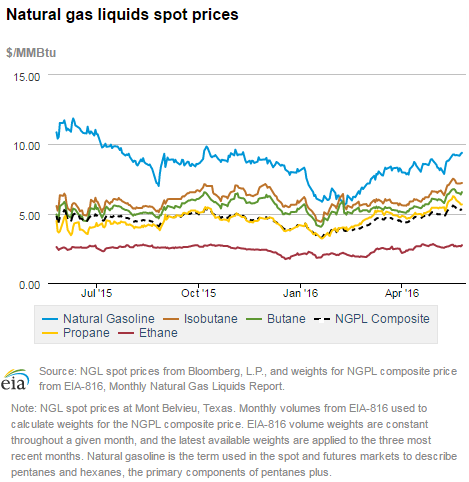 Natural gas liquids spot prices
$/MMBtu
15.00
10.00
5.00
0.00
Jul '15 Oct '15 Jan '16 Apr '16
Natural Gasoline Isobutane Butane NGPL Composite
Propane Ethane
eia
Source: NGL spot prices from Bloomberg, L.P., and weights for NGPL composite price
from EIA-816, Monthly Natural Gas Liquids Report.
Note: NGL spot prices at Mont Belvieu, Texas. Monthly volumes from EIA-816 used to
calculate weights for the NGPL composite price. EIA-816 volume weights are constant
throughout a given month, and the latest available weights are applied to the three most
recent months. Natural gasoline is the term used in the spot and futures markets to describe
pentanes and hexanes, the primary components of pentanes plus.